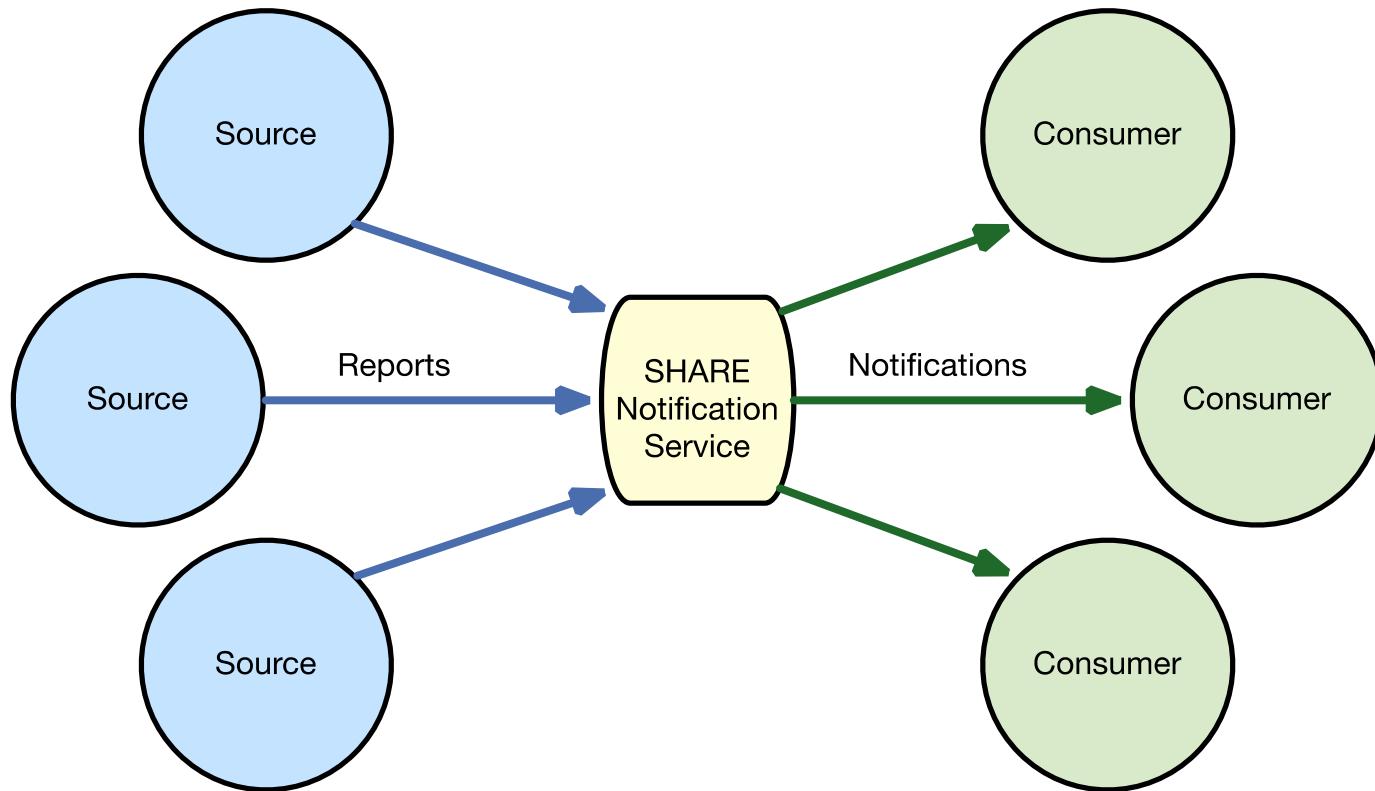 Source
Consumer
Source
Reports
SHARE
Notification
Service
Notifications
Consumer
Source
Consumer